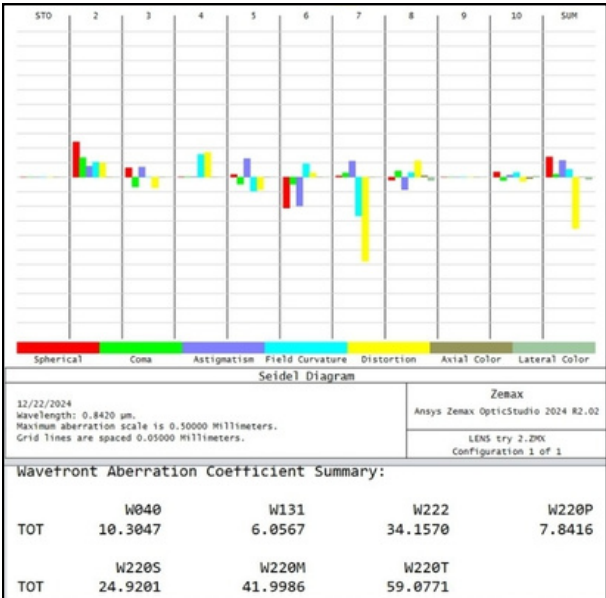 STO 2 3 4 5 6 7 8 9 10 SUM
Spherical Coma Astigmatism Field Curvature Distortion Axial Color Lateral Color
Seidel Diagram
12/22/2024
Wavelength: 0.8420 μm.
Maximum aberration scale is 0.50000 Millimeters.
Grid lines are spaced 0.05000 Millimeters.
Zemax
Ansys Zemax OpticStudio 2024 R2.02
LENS try 2.ZMX
Configuration 1 of 1
Wavefront Aberration Coefficient Summary:
W040 W131 W222 W220P
TOT 10.3047 6.0567 34.1570 7.8416
W220S W220M W220T
TOT 24.9201 41.9986 59.0771